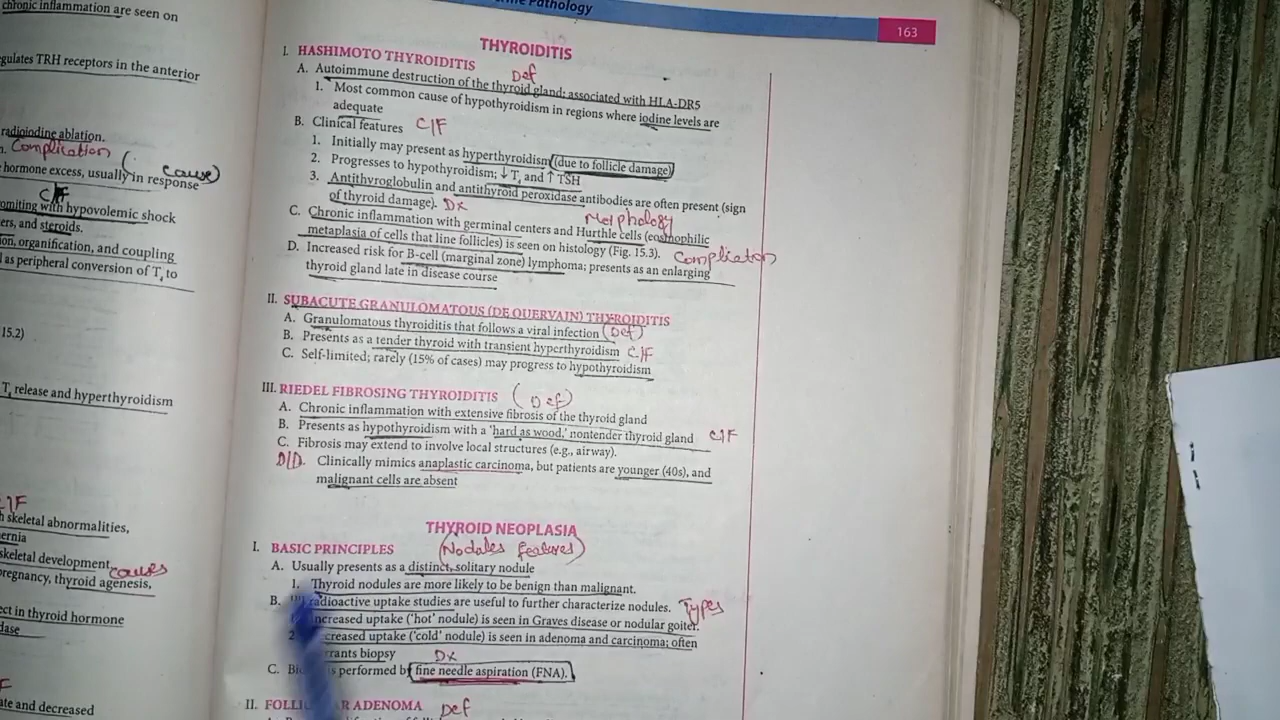 chronic inflammation are seen on
egulates TRH receptors in the anterior
radioiodine ablation.
Complication
hormone excess, usually in response
(cause)
C/F
omiting with hypovolemic shock
ers, and steroids.
on, organization, and coupling
as peripheral conversion of T4 to
15.2)
T4 release and hyperthyroidism
C/F
h skeletal abnormalities,
ernia
skeletal development, causes
pregnancy, thyroid agenesis,
ect in thyroid hormone
dase
ate and decreased
Pathology
163
THYROIDITIS
I. HASHIMOTO THYROIDITIS
Def
A. Autoimmune destruction of the thyroid gland; associated with HLA-DR5
1. Most common cause of hypothyroidism in regions where iodine levels are
adequate
B. Clinical features C/F
1. Initially may present as hyperthyroidism (due to follicle damage)
2. Progresses to hypothyroidism; ↓ T4 and ↑ TSH
3. Antithyroglobulin and antithyroid peroxidase antibodies are often present (sign
of thyroid damage). Dx
Morphology
C. Chronic inflammation with germinal centers and Hurthle cells (eosinophilic
metaplasia of cells that line follicles) is seen on histology (Fig. 15.3). Compliation
D. Increased risk for B-cell (marginal zone) lymphoma; presents as an enlarging
thyroid gland late in disease course
II. SUBACUTE GRANULOMATOUS (DE QUERVAIN) THYROIDITIS
A. Granulomatous thyroiditis that follows a viral infection (Def)
B. Presents as a tender thyroid with transient hyperthyroidism C/F
C. Self-limited; rarely (15% of cases) may progress to hypothyroidism
III. RIEDEL FIBROSING THYROIDITIS (Def)
A. Chronic inflammation with extensive fibrosis of the thyroid gland
B. Presents as hypothyroidism with a 'hard as wood,' nontender thyroid gland C/F
C. Fibrosis may extend to involve local structures (e.g., airway).
D/D. Clinically mimics anaplastic carcinoma, but patients are younger (40s), and
malignant cells are absent
THYROID NEOPLASIA
I. BASIC PRINCIPLES (Nodales Features)
A. Usually presents as a distinct, solitary nodule
1. Thyroid nodules are more likely to be benign than malignant.
B. radioactive uptake studies are useful to further characterize nodules. Types
ncreased uptake ('hot' nodule) is seen in Graves disease or nodular goiter.
2. creased uptake ('cold' nodule) is seen in adenoma and carcinoma; often
rrants biopsy Dx
C. Bi is performed by fine needle aspiration (FNA).
II. FOLLIC R ADENOMA Def